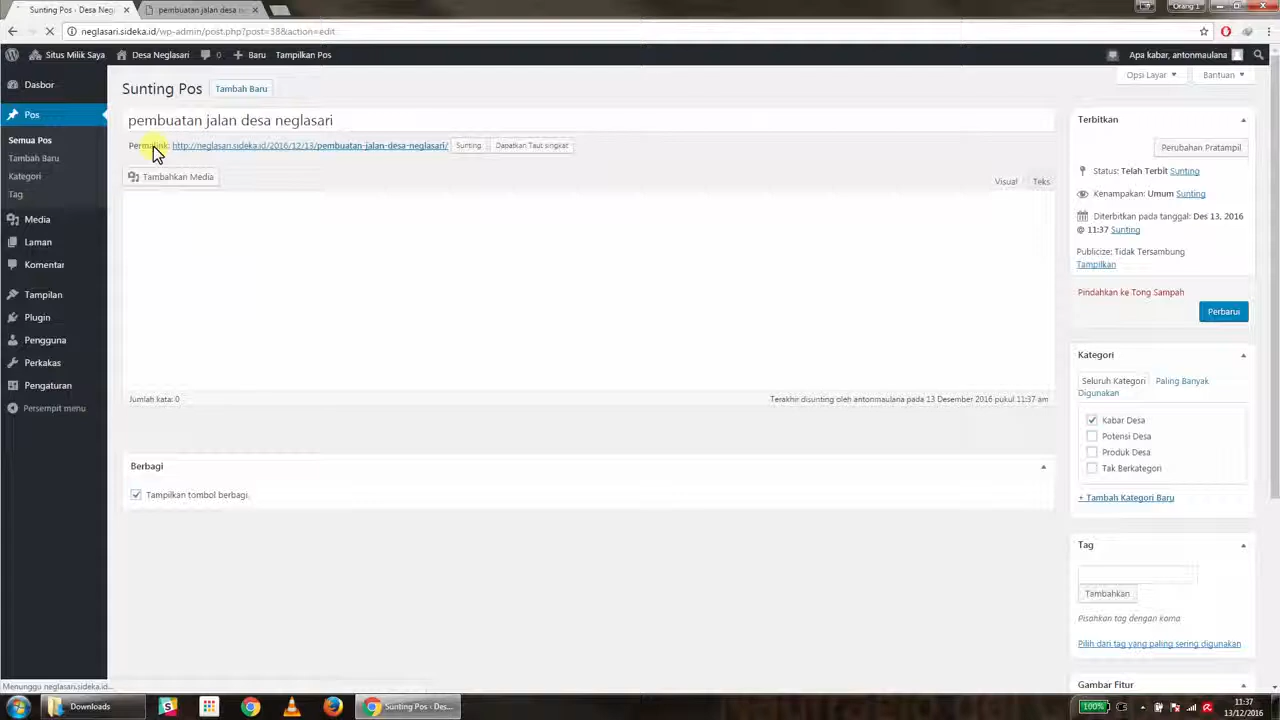 Sunting Pos ‹ Desa Neg
pembuatan jalan desa ne
Orang 1
neglasari.sideka.id/wp-admin/post.php?post=38&action=edit
Situs Milik Saya
Desa Neglasari
0
Baru
Tampilkan Pos
Apa kabar, antonmaulana
Dasbor
Pos
Semua Pos
Tambah Baru
Kategori
Tag
Media
Laman
Komentar
Tampilan
Plugin
Pengguna
Perkakas
Pengaturan
Persempit menu
Opsi Layar
Bantuan
Sunting Pos
Tambah Baru
pembuatan jalan desa neglasari
Permalink: http://neglasari.sideka.id/2016/12/13/pembuatan-jalan-desa-neglasari/ Sunting Dapatkan Taut singkat
Tambahkan Media
Visual
Teks
Jumlah kata: 0
Terakhir disunting oleh antonmaulana pada 13 Desember 2016 pukul 11:37 am
Berbagi
Tampilkan tombol berbagi.
Terbitkan
Perubahan Pratampil
Status: Telah Terbit Sunting
Kenampakan: Umum Sunting
Diterbitkan pada tanggal: Des 13, 2016
@ 11:37 Sunting
Publicize: Tidak Tersambung
Tampilkan
Pindahkan ke Tong Sampah
Perbarui
Kategori
Seluruh Kategori
Paling Banyak
Digunakan
Kabar Desa
Potensi Desa
Produk Desa
Tak Berkategori
+ Tambah Kategori Baru
Tag
Tambahkan
Pisahkan tag dengan koma
Pilih dari tag yang paling sering digunakan
Gambar Fitur
Menunggu neglasari.sideka.id...
Downloads
Sunting Pos ‹ Des...
100%
11:37
13/12/2016